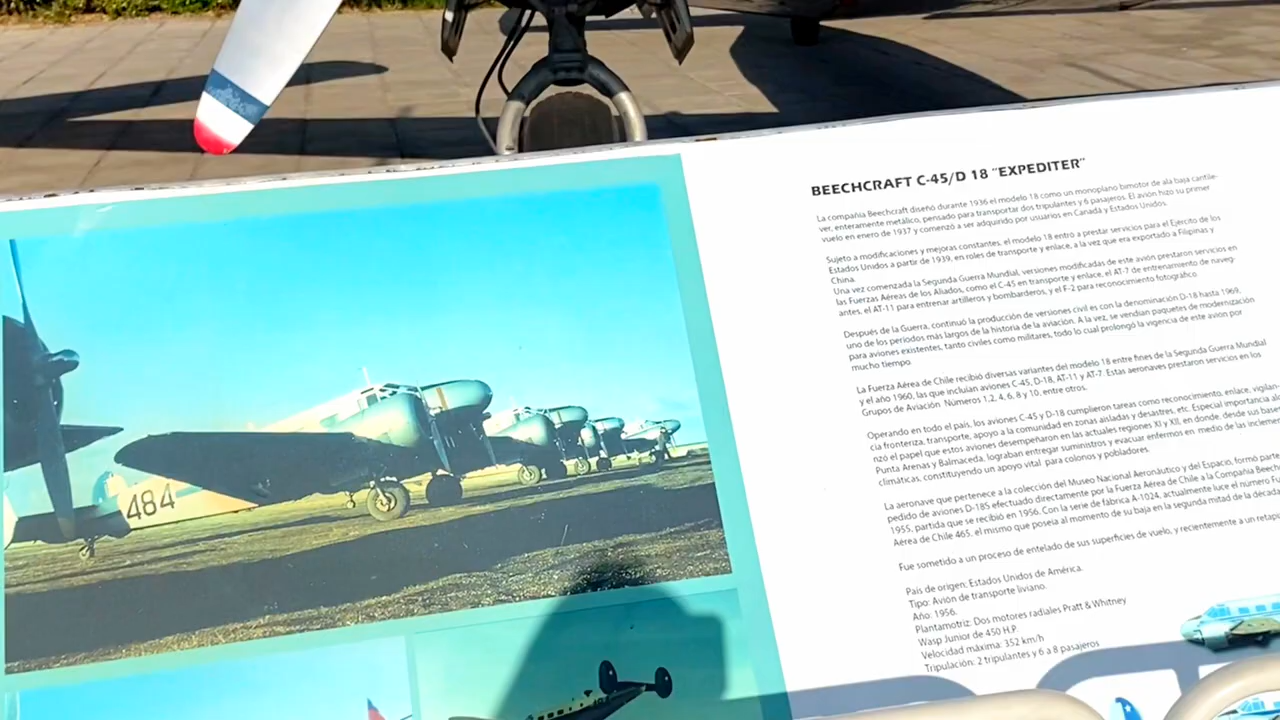 BEECHCRAFT C-45/D 18 "EXPEDITER"
La compañia Beechcraft diseñó durante 1936 el modelo 18 como un monoplano bimotor de ala baja cantile-
ver, enteramente metálico, pensado para transportar dos tripulantes y 6 pasajeros. El avión hizo su primer
vuelo en enero de 1937 y comenzó a ser adquirido por usuarios en Canadá y Estados Unidos.
Sujeto a modificaciones y mejoras constantes, el modelo 18 entró a prestar servicios para el Ejército de los
Estados Unidos a partir de 1939, en roles de transporte y enlace, a la vez que era exportado a Filipinas y
China.
Una vez comenzada la Segunda Guerra Mundial, versiones modificadas de este avión prestaron servicios en
las Fuerzas Aéreas de los Aliados, como el C-45 en transporte y enlace, el AT-7 de entrenamiento de naveg-
antes, el AT-11 para entrenar artilleros y bombarderos, y el F-2 para reconocimiento fotográfico.
Después de la Guerra, continuó la producción de versiones civil es con la denominación D-18 hasta 1969,
uno de los periodos más largos de la historia de la aviación. A la vez, se vendían paquetes de modernización
para aviones existentes, tanto civiles como militares, todo lo cual prolongó la vigencia de este avion por
mucho tiempo.
La Fuerza Aérea de Chile recibió diversas variantes del modelo 18 entre fines de la Segunda Guerra Mundial
y el año 1960, las que incluían aviones C-45, D-18, AT-11 y AT-7. Estas aeronaves prestaron servicios en los
Grupos de Aviación Números 1, 2, 4, 6, 8 y 10, entre otros.
Operando en todo el país, los aviones C-45 y D-18 cumplieron tareas como reconocimiento, enlace, vigilan-
cia fronteriza, transporte, apoyo a la comunidad en zonas aisladas y desastres, etc. Especial importancia al
nzó el papel que estos aviones desempeñaron en las actuales regiones XI y XII, en donde, desde sus base
Punta Arenas y Balmaceda, lograban entregar suministros y evacuar enfermos en medio de las inclemen
climáticas, constituyendo un apoyo vital para colonos y pobladores.
La aeronave que pertenece a la colección del Museo Nacional Aeronáutico y del Espacio, formó parte
pedido de aviones D-18S efectuado directamente por la Fuerza Aérea de Chile a la Compañía Beech
1955, partida que se recibió en 1956. Con la serie de fábrica A-1024, actualmente luce el número Fu
Aérea de Chile 465, el mismo que poseía al momento de su baja en la segunda mitad de la década
Fue sometido a un proceso de entelado de sus superficies de vuelo, y recientemente a un retapi
País de origen: Estados Unidos de América.
Tipo: Avión de transporte liviano.
Año: 1956.
Plantamotriz: Dos motores radiales Pratt & Whitney
Wasp Junior de 450 H.P.
Velocidad máxima: 352 km/h
Tripulación: 2 tripulantes y 6 a 8 pasajeros
484